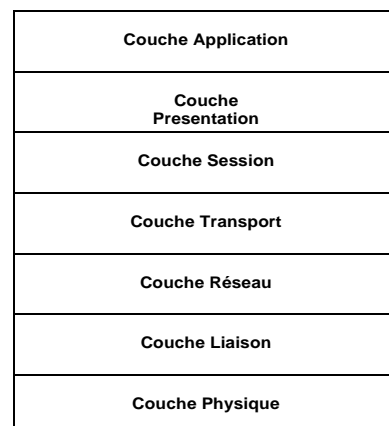 Couche Application
Couche
Presentation
Couche Session
Couche Transport
Couche Réseau
Couche Liaison
Couche Physique